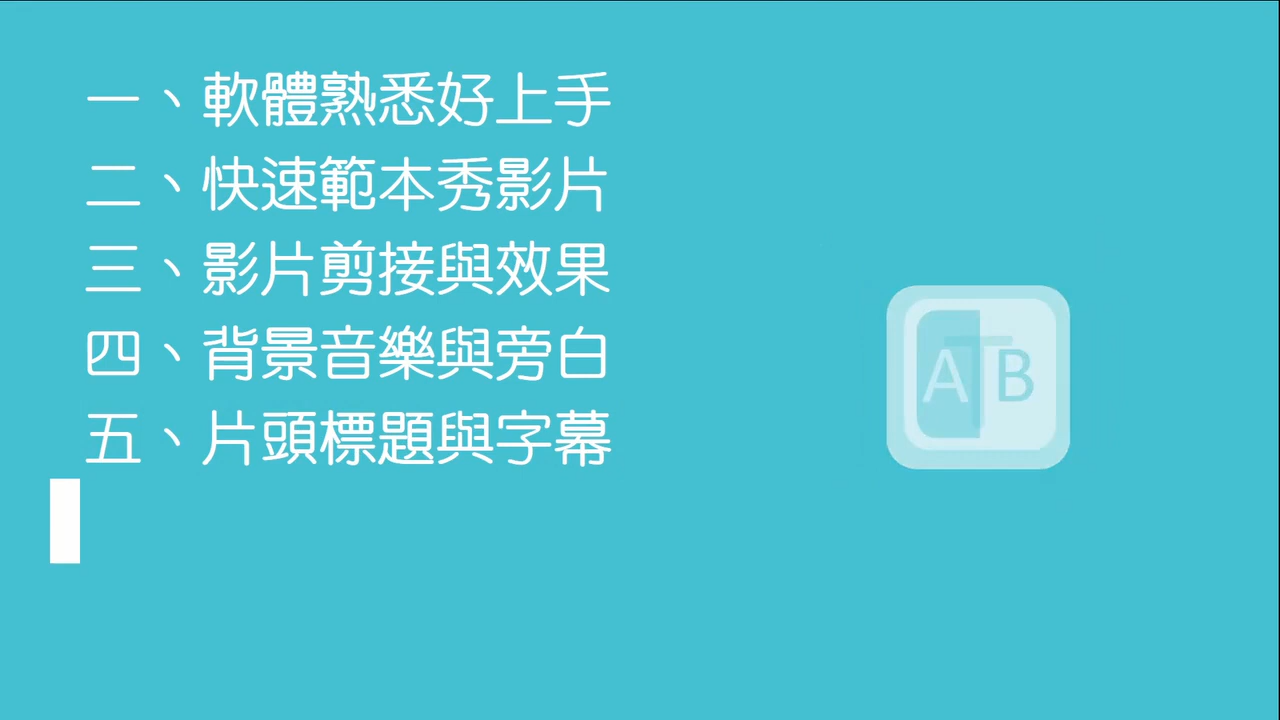 一、軟體熟悉好上手
二、快速範本秀影片
三、影片剪接與效果
四、背景音樂與旁白
五、片頭標題與字幕
ATB